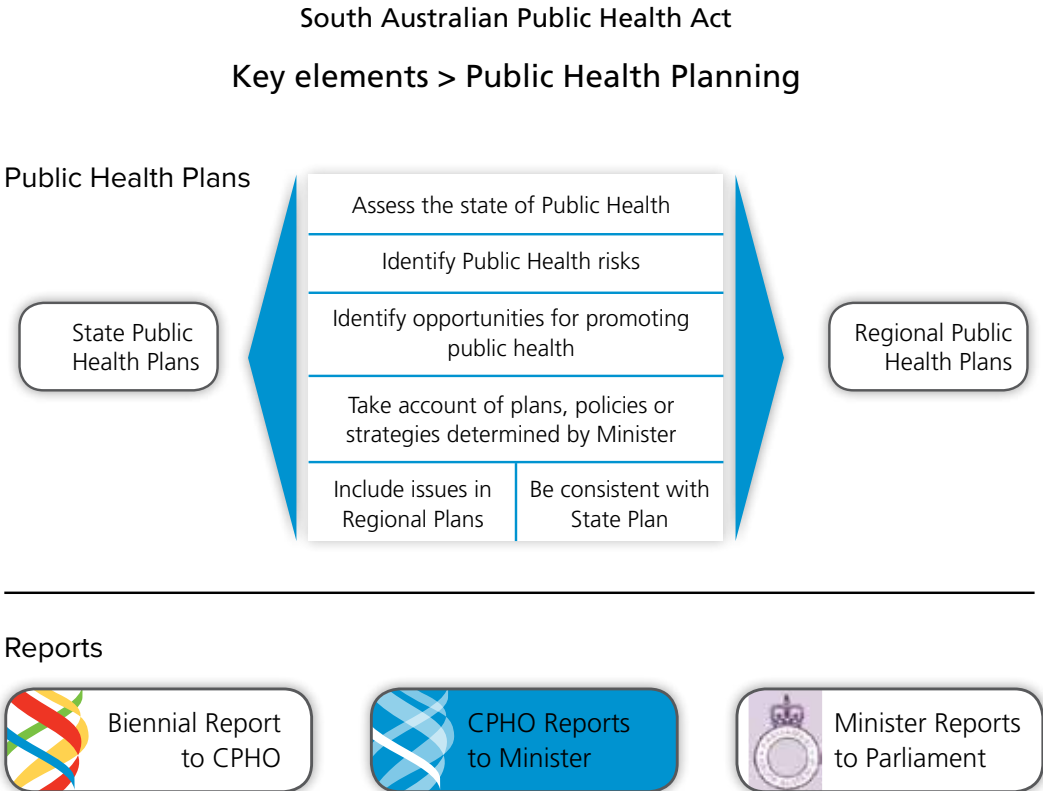 South Australian Public Health Act
Key elements > Public Health Planning
Public Health Plans
Assess the state of Public Health
Identify Public Health risks
Identify opportunities for promoting
public health
Take account of plans, policies or
strategies determined by Minister
Include issues in
Regional Plans
Be consistent with
State Plan
State Public
Health Plans
Regional Public
Health Plans
Reports
Biennial Report
to CPHO
CPHO Reports
to Minister
Minister Reports
to Parliament